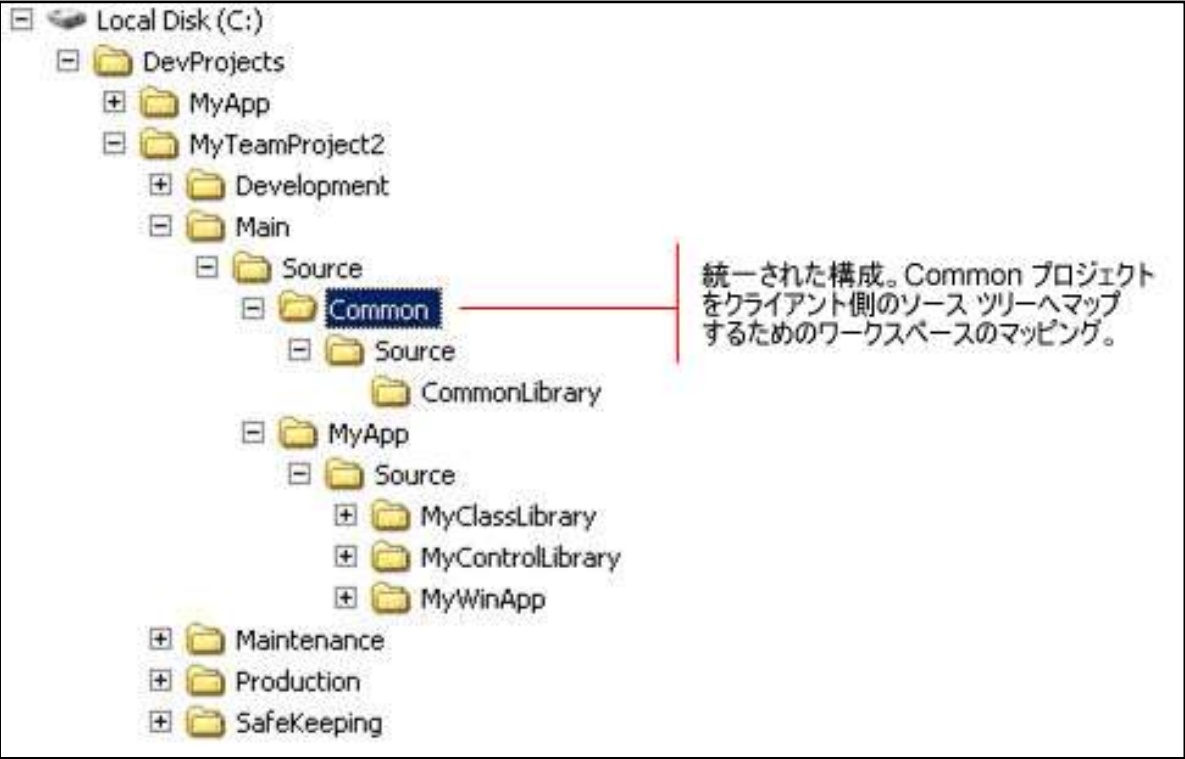 Local Disk (C:)
DevProjects
MyApp
MyTeamProject2
Development
Main
Source
Common
Source
CommonLibrary
MyApp
Source
MyClassLibrary
MyControlLibrary
MyWinApp
Maintenance
Production
SafeKeeping
統一された構成。Common プロジェクト
をクライアント側のソース ツリーへマップ
するためのワークスペースのマッピング。